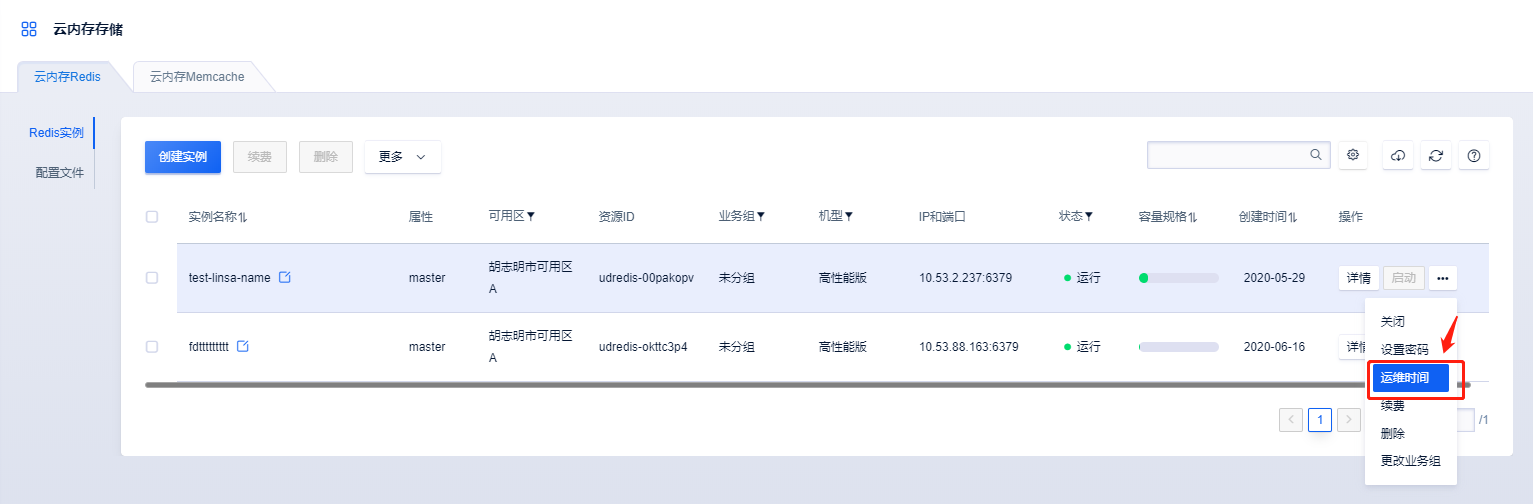 云内存存储
云内存Redis
云内存Memcache
Redis实例
配置文件
创建实例
续费
删除
更多
实例名称
属性
可用区
资源ID
业务组
机型
IP和端口
状态
容量规格
创建时间
操作
test-linsa-name
master
胡志明市可用区
A
udredis-00pakopv
未分组
高性能版
10.53.2.237:6379
运行
2020-05-29
详情
启动
fdttttttttt
master
胡志明市可用区
A
udredis-okttc3p4
未分组
高性能版
10.53.88.163:6379
运行
2020-06-16
详情
关闭
设置密码
运维时间
续费
删除
更改业务组
1
/1